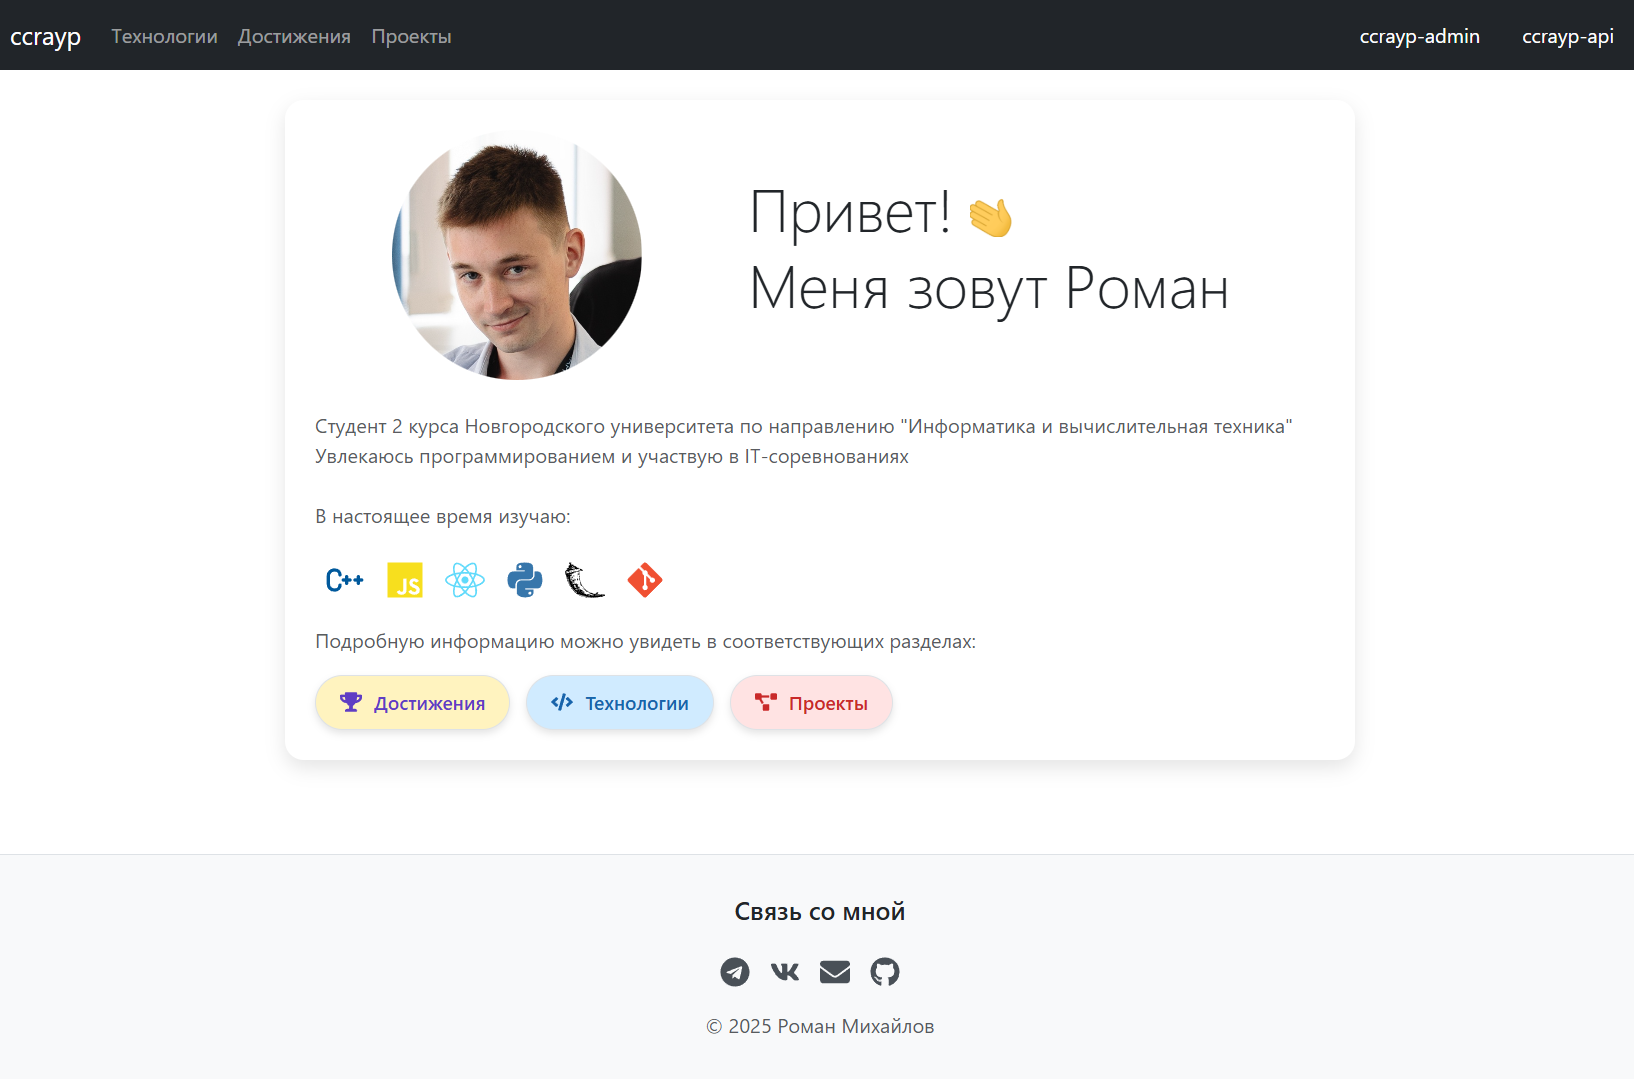 ccrayp Технологии Достижения Проекты ccrayp-admin ccrayp-api
Привет! 👋
Меня зовут Роман
Студент 2 курса Новгородского университета по направлению "Информатика и вычислительная техника"
Увлекаюсь программированием и участвую в IT-соревнованиях
В настоящее время изучаю:
C++ JS
Подробную информацию можно увидеть в соответствующих разделах:
Достижения Технологии Проекты
Связь со мной
© 2025 Роман Михайлов